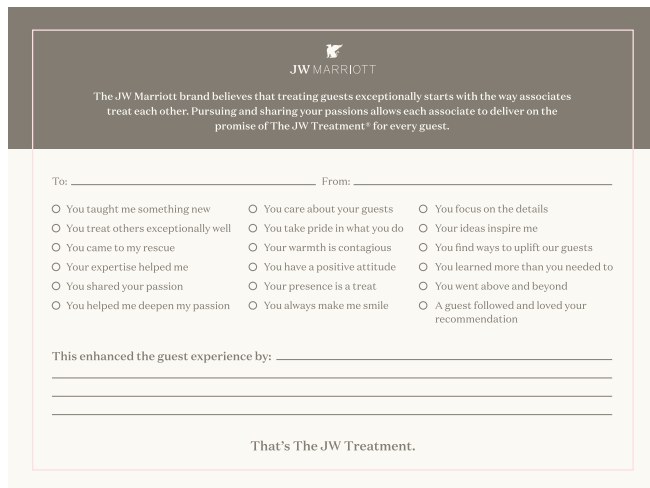 JW MARRIOTT
The JW Marriott brand believes that treating guests exceptionally starts with the way associates
treat each other. Pursuing and sharing your passions allows each associate to deliver on the
promise of The JW Treatment® for every guest.
To: From:
You taught me something new
You treat others exceptionally well
You came to my rescue
Your expertise helped me
You shared your passion
You helped me deepen my passion
You care about your guests
You take pride in what you do
Your warmth is contagious
You have a positive attitude
Your presence is a treat
You always make me smile
You focus on the details
Your ideas inspire me
You find ways to uplift our guests
You learned more than you needed to
You went above and beyond
A guest followed and loved your
recommendation
This enhanced the guest experience by:
That's The JW Treatment.